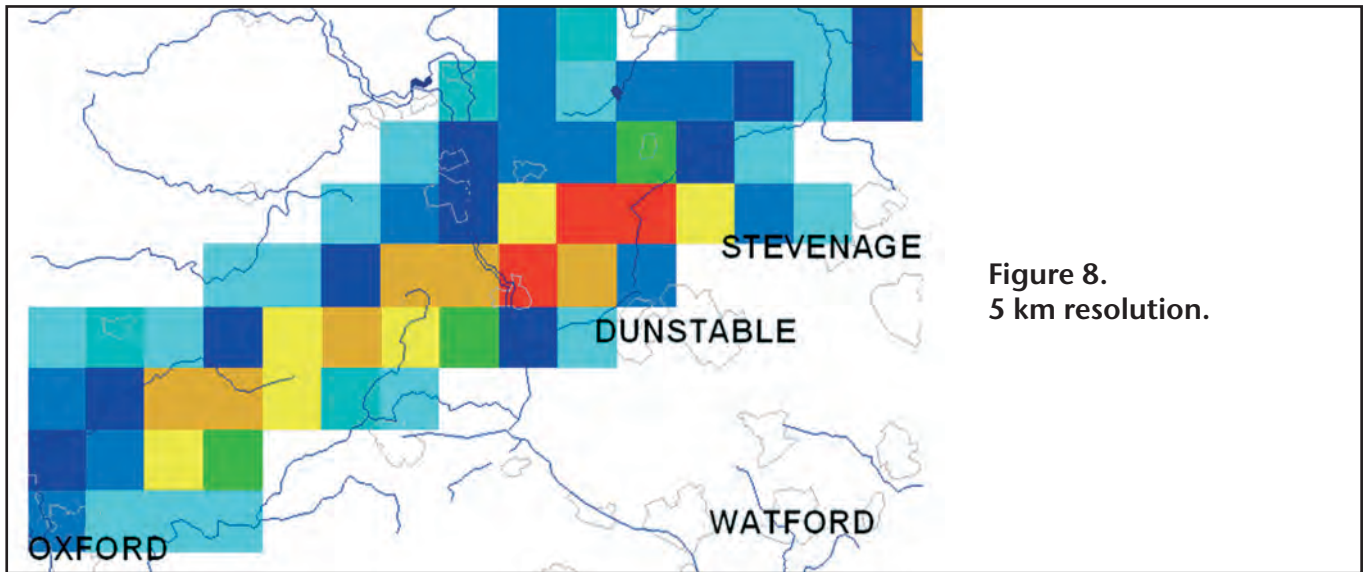 STEVENAGE
Figure 8.
5 km resolution.
DUNSTABLE
WATFORD
OXFORD